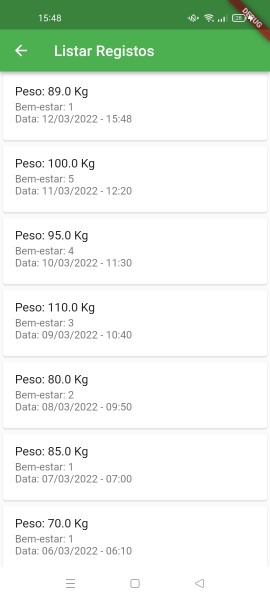 15:48
DEBUG
Listar Registos
Peso: 89.0 Kg
Bem-estar: 1
Data: 12/03/2022 - 15:48
Peso: 100.0 Kg
Bem-estar: 5
Data: 11/03/2022 - 12:20
Peso: 95.0 Kg
Bem-estar: 4
Data: 10/03/2022 - 11:30
Peso: 110.0 Kg
Bem-estar: 3
Data: 09/03/2022 - 10:40
Peso: 80.0 Kg
Bem-estar: 2
Data: 08/03/2022 - 09:50
Peso: 85.0 Kg
Bem-estar: 1
Data: 07/03/2022 - 07:00
Peso: 70.0 Kg
Bem-estar: 1
Data: 06/03/2022 - 06:10